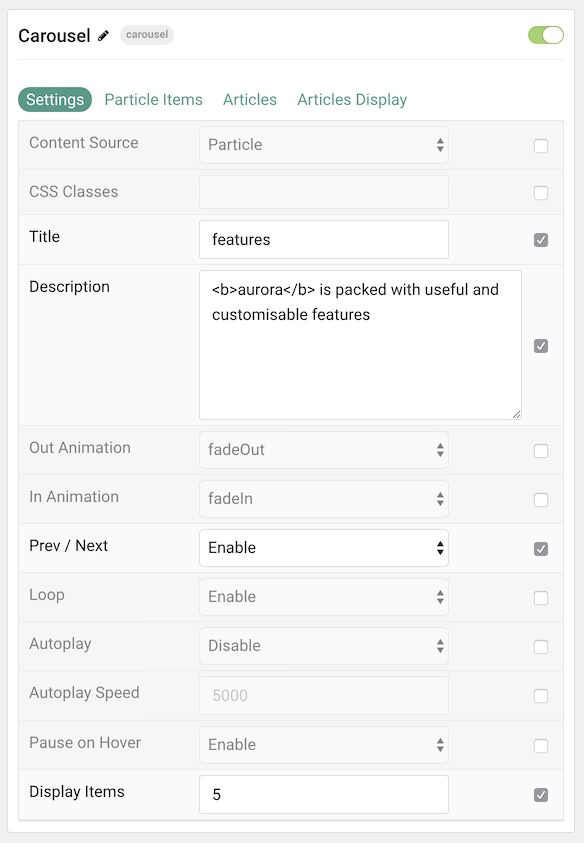 Carousel carousel
Settings Particle Items Articles Articles Display
Content Source Particle
CSS Classes
Title features
Description <b>aurora</b> is packed with useful and
customisable features
Out Animation fadeOut
In Animation fadeIn
Prev / Next Enable
Loop Enable
Autoplay Disable
Autoplay Speed 5000
Pause on Hover Enable
Display Items 5